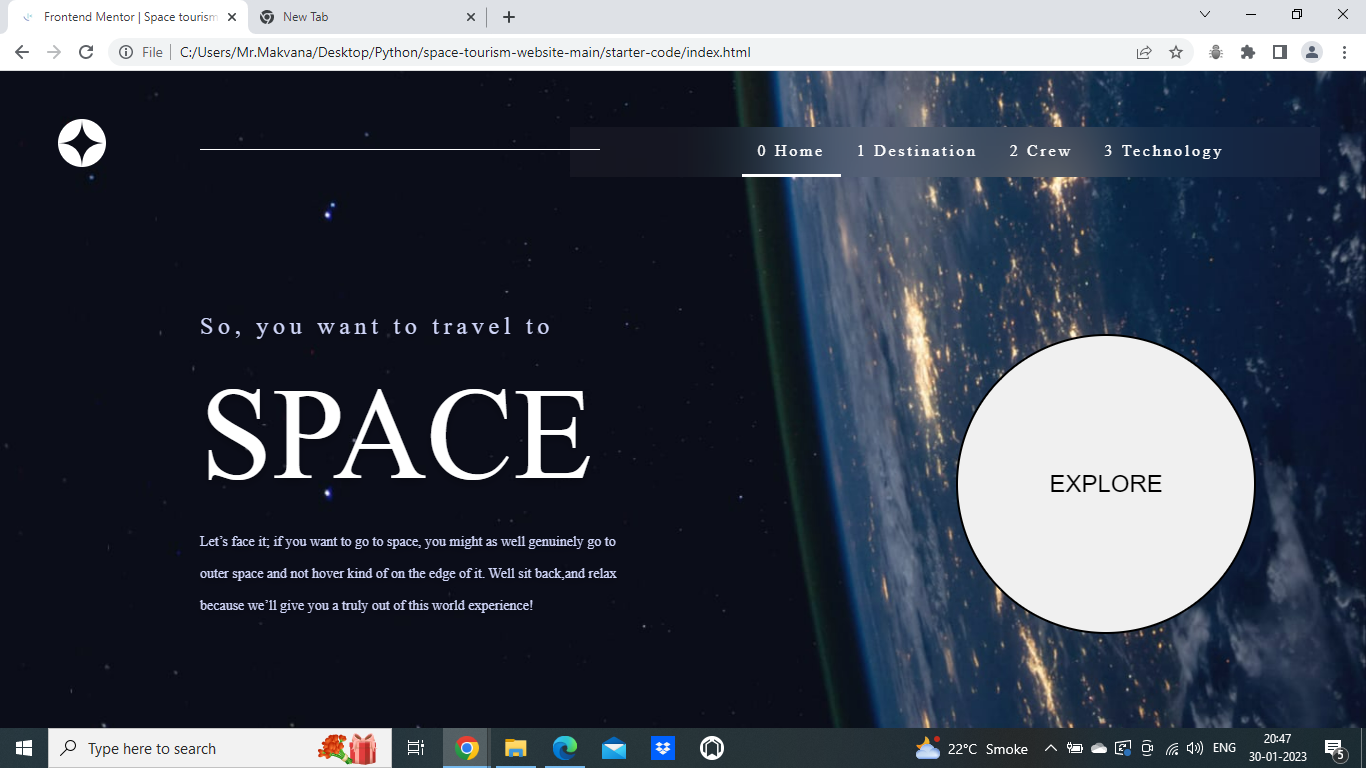 Frontend Mentor | Space tourism
New Tab
File
C:/Users/Mr.Makvana/Desktop/Python/space-tourism-website-main/starter-code/index.html
0 Home 1 Destination 2 Crew 3 Technology
So, you want to travel to
SPACE
Let’s face it; if you want to go to space, you might as well genuinely go to
outer space and not hover kind of on the edge of it. Well sit back,and relax
because we’ll give you a truly out of this world experience!
EXPLORE
Type here to search
22°C Smoke
ENG
20:47
30-01-2023
5